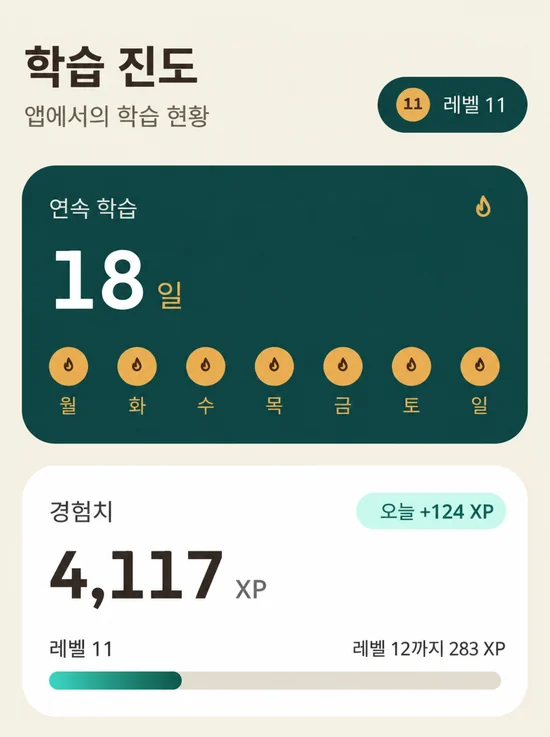 학습 진도
앱에서의 학습 현황
11 레벨 11
연속 학습
18 일
월 화 수 목 금 토 일
경험치
오늘 +124 XP
4,117 XP
레벨 11
레벨 12까지 283 XP